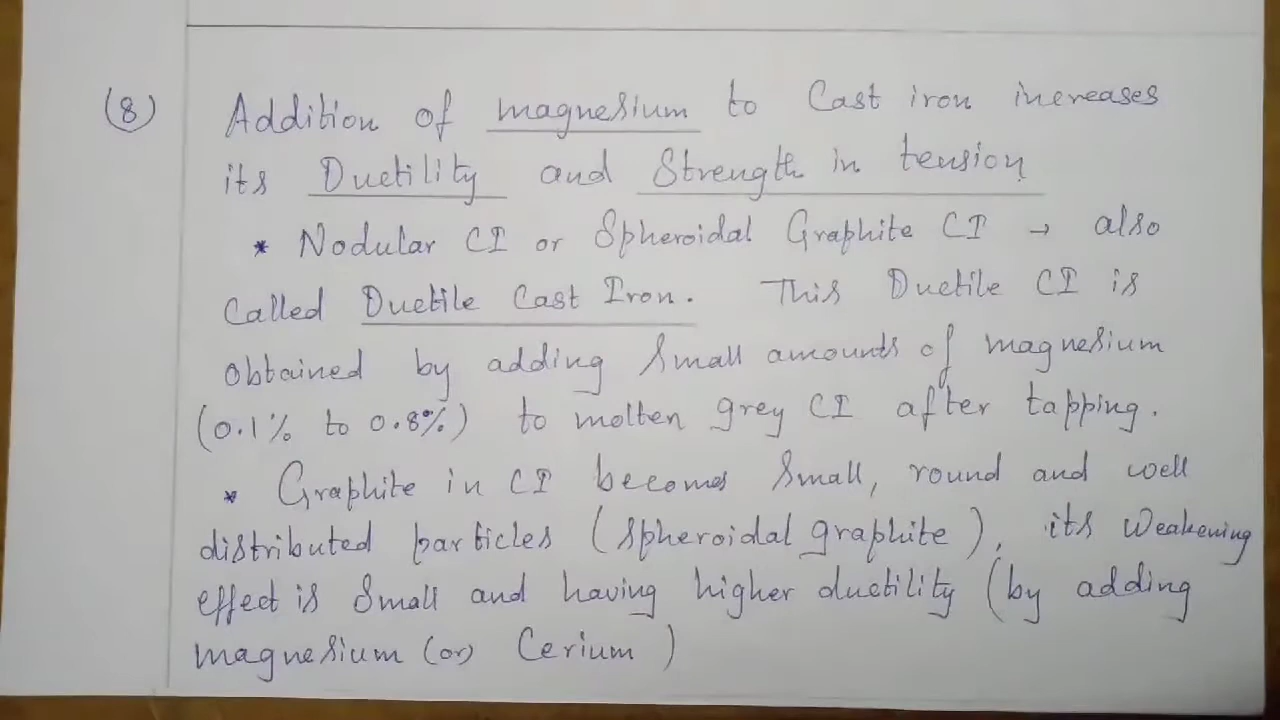 (8) Addition of magnesium to Cast iron increases
its Ductility and Strength in tension
* Nodular CI or Spheroidal Graphite CI → also
Called Ductile Cast Iron. This Ductile CI is
obtained by adding small amounts of magnesium
(0.1% to 0.8%) to molten grey CI after tapping.
* Graphite in CI becomes small, round and well
distributed particles (spheroidal graphite), its weakening
effect is small and having higher ductility (by adding
magnesium (or) Cerium)